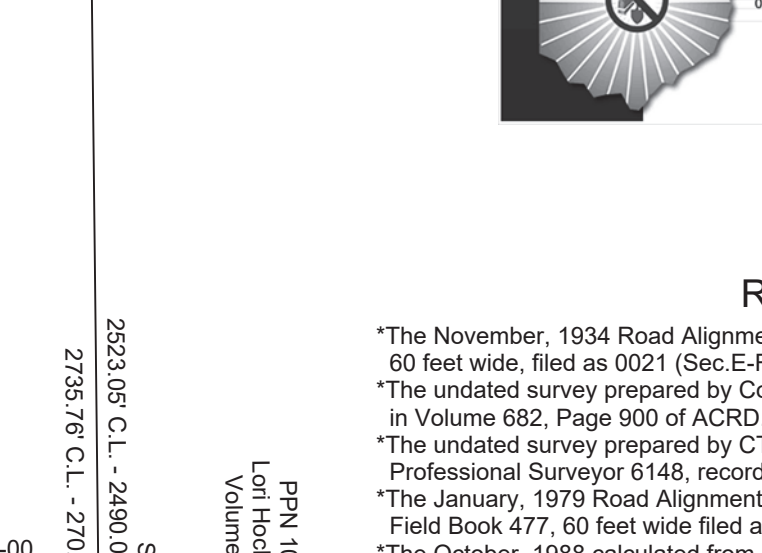 R
*The November, 1934 Road Alignme
60 feet wide, filed as 0021 (Sec.E-F
*The undated survey prepared by Co
in Volume 682, Page 900 of ACRD
*The undated survey prepared by CT
Professional Surveyor 6148, record
*The January, 1979 Road Alignment
Field Book 477, 60 feet wide filed a
*The October, 1988 calculated from
2523.05' C.L. - 2490.0
2735.76' C.L. - 270
PPN 10
Lori Hoch
Volume
S
-00